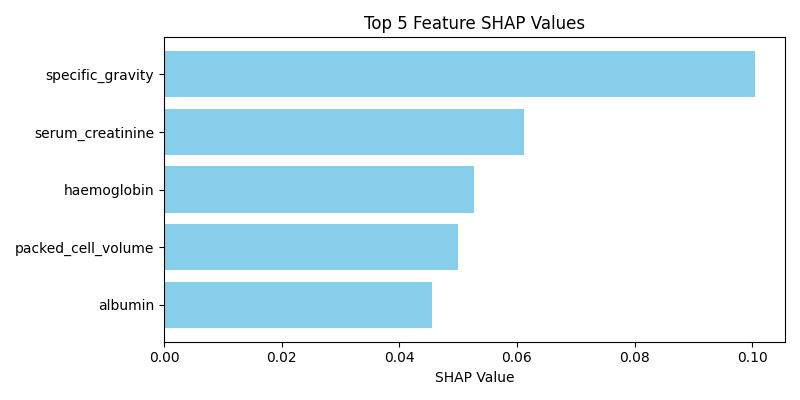 Top 5 Feature SHAP Values
specific_gravity
serum_creatinine
haemoglobin
packed_cell_volume
albumin
0.00 0.02 0.04 0.06 0.08 0.10
SHAP Value